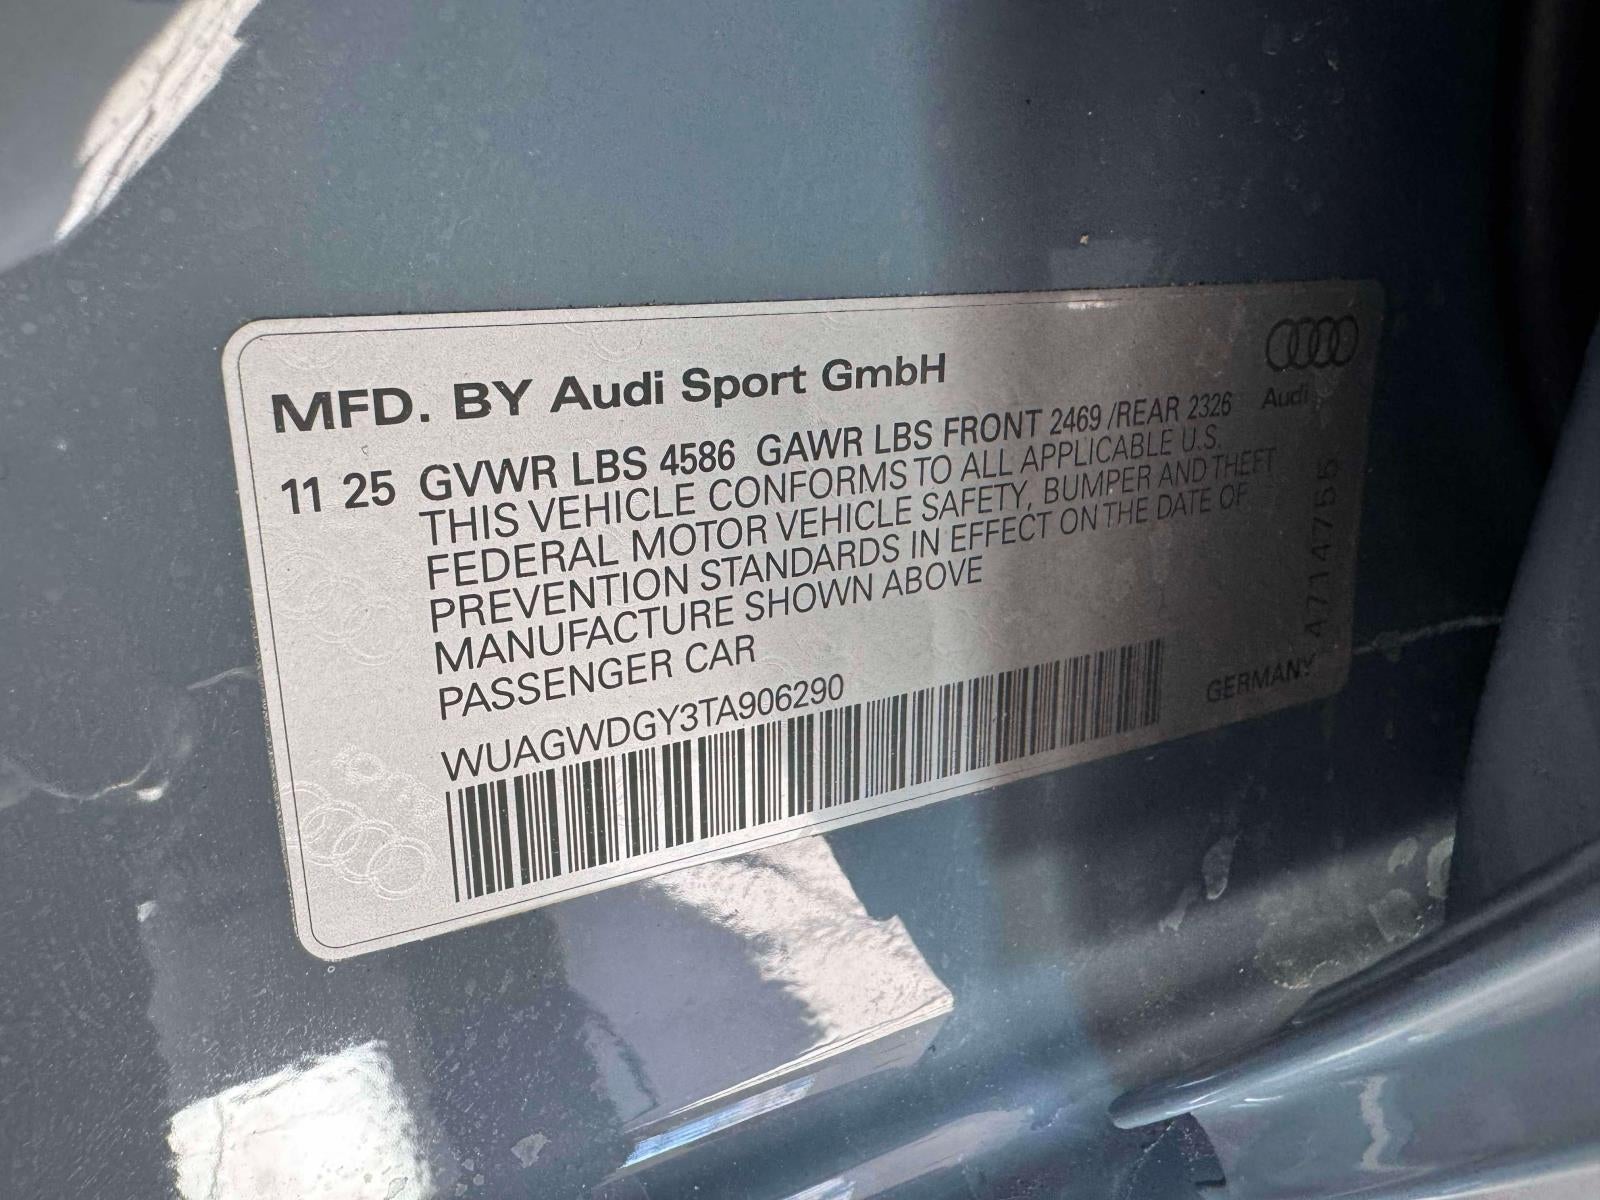 MFD. BY Audi Sport GmbH
Audi
11 25 GVWR LBS 4586 GAWR LBS FRONT 2469 /REAR 2326
THIS VEHICLE CONFORMS TO ALL APPLICABLE U.S.
FEDERAL MOTOR VEHICLE SAFETY, BUMPER AND THEFT
PREVENTION STANDARDS IN EFFECT ON THE DATE OF
MANUFACTURE SHOWN ABOVE
PASSENGER CAR
WUAGWDGY3TA906290
GERMANY
4714755